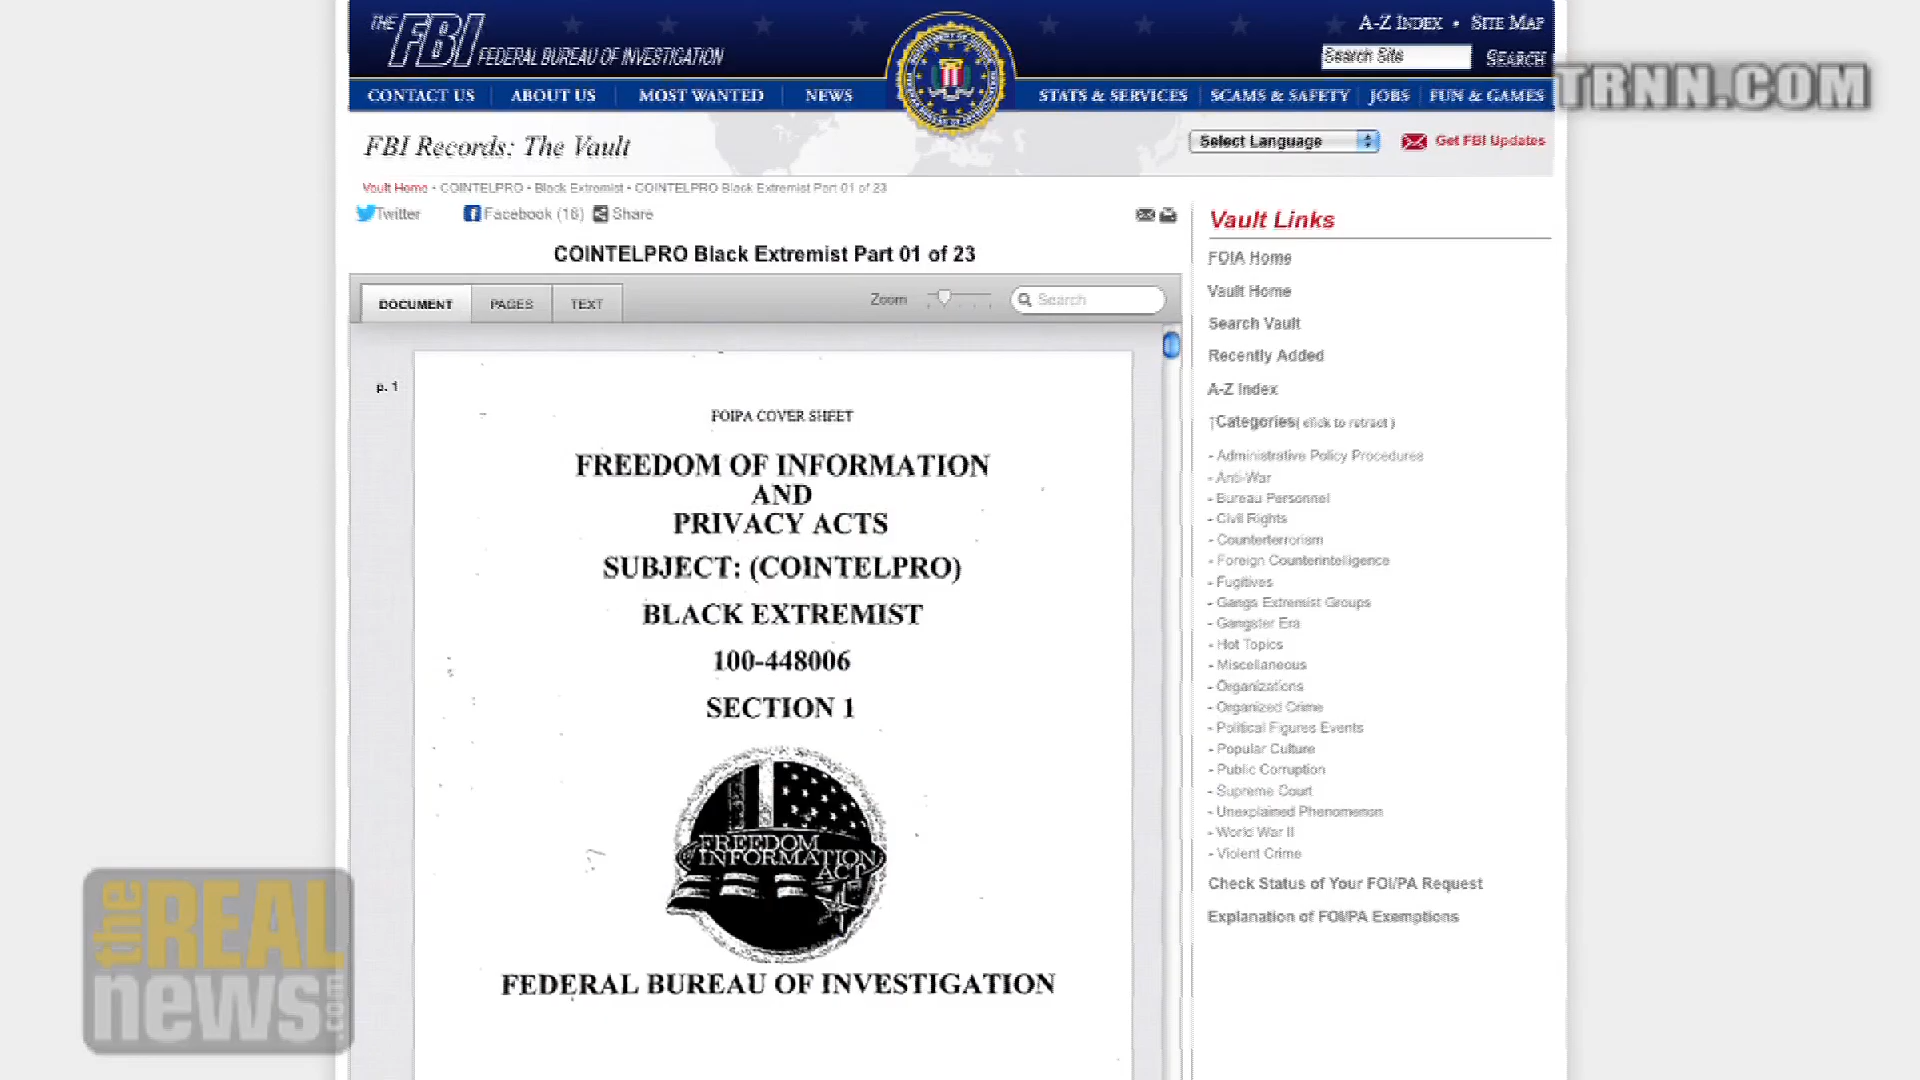 THE FBI FEDERAL BUREAU OF INVESTIGATION
A-Z INDEX • SITE MAP
Search Site SEARCH
CONTACT US ABOUT US MOST WANTED NEWS STATS & SERVICES SCAMS & SAFETY JOBS FUN & GAMES
TRNN.COM
FBI Records: The Vault
Select Language Get FBI Updates
Vault Home • COINTELPRO • Black Extremist • COINTELPRO Black Extremist Part 01 of 23
Twitter Facebook (18) Share
COINTELPRO Black Extremist Part 01 of 23
DOCUMENT PAGES TEXT Zoom Search
p. 1
FOIPA COVER SHEET
FREEDOM OF INFORMATION
AND
PRIVACY ACTS
SUBJECT: (COINTELPRO)
BLACK EXTREMIST
100-448006
SECTION 1
FREEDOM
INFORMATION
ACT
FEDERAL BUREAU OF INVESTIGATION
Vault Links
FOIA Home
Vault Home
Search Vault
Recently Added
A-Z Index
↑Categories( click to retract )
- Administrative Policy Procedures
- Anti-War
- Bureau Personnel
- Civil Rights
- Counterterrorism
- Foreign Counterintelligence
- Fugitives
- Gangs Extremist Groups
- Gangster Era
- Hot Topics
- Miscellaneous
- Organizations
- Organized Crime
- Political Figures Events
- Popular Culture
- Public Corruption
- Supreme Court
- Unexplained Phenomenon
- World War II
- Violent Crime
Check Status of Your FOI/PA Request
Explanation of FOI/PA Exemptions
the REAL
news.com